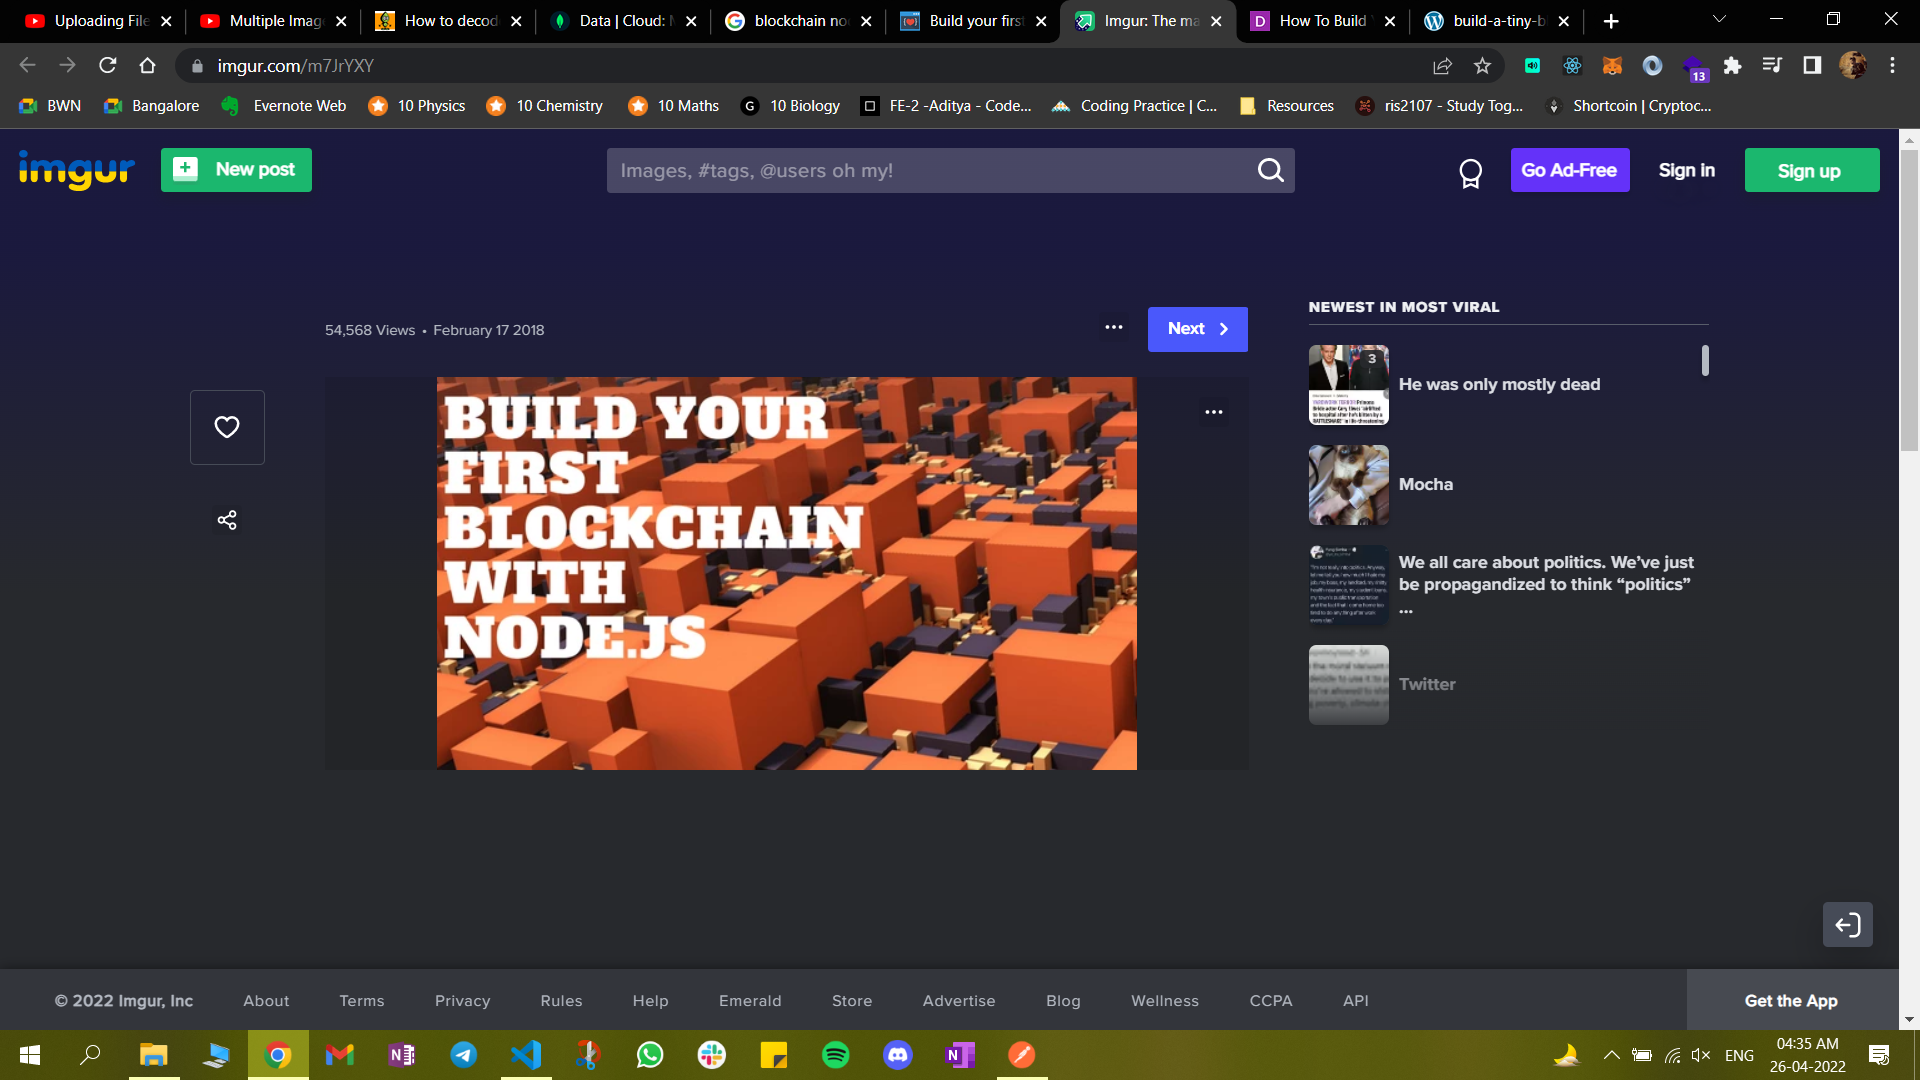 Uploading File
Multiple Imag
How to decod
Data | Cloud: M
blockchain no
Build your first
Imgur: The ma
How To Build
build-a-tiny-b
imgur.com/m7JrYXY
13
BWN
Bangalore
Evernote Web
10 Physics
10 Chemistry
10 Maths
10 Biology
FE-2 -Aditya - Code...
Coding Practice | C...
Resources
ris2107 - Study Tog...
Shortcoin | Cryptoc...
imgur
New post
Images, #tags, @users oh my!
Go Ad-Free
Sign in
Sign up
54,568 Views • February 17 2018
Next
BUILD YOUR
FIRST
BLOCKCHAIN
WITH
NODE.JS
NEWEST IN MOST VIRAL
3
He was only mostly dead
Mocha
We all care about politics. We’ve just
be propagandized to think “politics”
...
Twitter
© 2022 Imgur, Inc
About
Terms
Privacy
Rules
Help
Emerald
Store
Advertise
Blog
Wellness
CCPA
API
Get the App
ENG
04:35 AM
26-04-2022